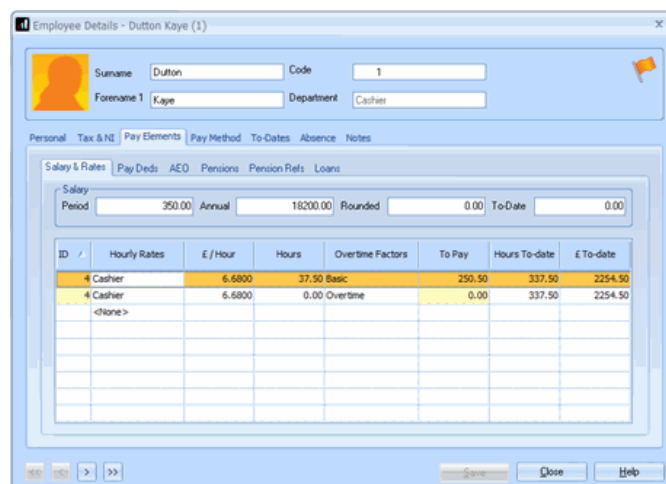 Employee Details - Dutton Kaye (1)
Surname Dutton Code 1
Forename 1 Kaye Department Cashier
Personal Tax & NI Pay Elements Pay Method To-Dates Absence Notes
Salary & Rates Pay Deds AEO Pensions Pension Refs Loans
Salary
Period 350.00 Annual 18200.00 Rounded 0.00 To-Date 0.00
ID Hourly Rates £ / Hour Hours Overtime Factors To Pay Hours To-date £ To-date
4 Cashier 6.6800 37.50 Basic 250.50 337.50 2254.50
4 Cashier 6.6800 0.00 Overtime 0.00 337.50 2254.50
<None>
<< < > >> Save Close Help